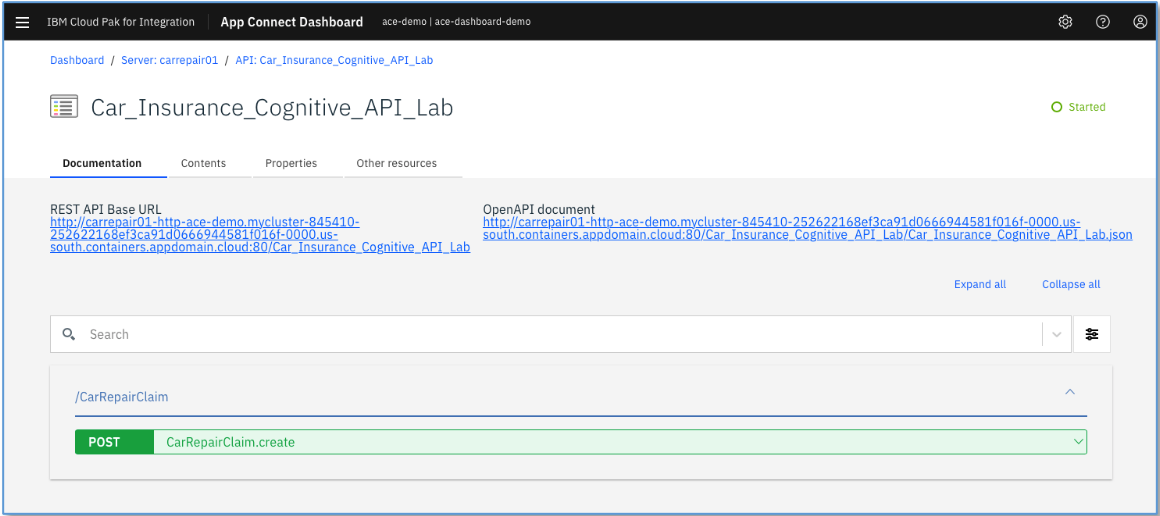 IBM Cloud Pak for Integration App Connect Dashboard ace-demo | ace-dashboard-demo
Dashboard / Server: carrepair01 / API: Car_Insurance_Cognitive_API_Lab
Car_Insurance_Cognitive_API_Lab
Started
Documentation Contents Properties Other resources
REST API Base URL
http://carrepair01-http-ace-demo.mycluster-845410-
252622168ef3ca91d0666944581f016f-0000.us-
south.containers.appdomain.cloud:80/Car_Insurance_Cognitive_API_Lab
OpenAPI document
http://carrepair01-http-ace-demo.mycluster-845410-252622168ef3ca91d0666944581f016f-0000.us-
south.containers.appdomain.cloud:80/Car_Insurance_Cognitive_API_Lab/Car_Insurance_Cognitive_API_Lab.json
Expand all Collapse all
Search
/CarRepairClaim
POST CarRepairClaim.create